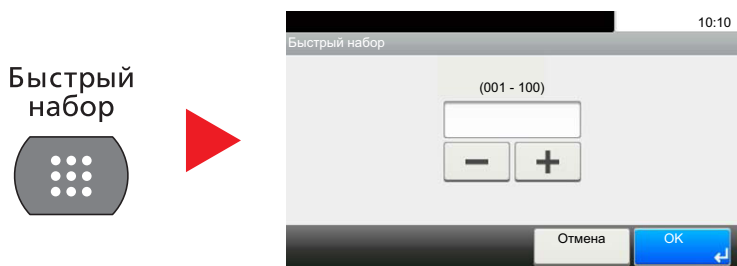 Быстрый
набор
10:10
Быстрый набор
(001 - 100)
Отмена
OK